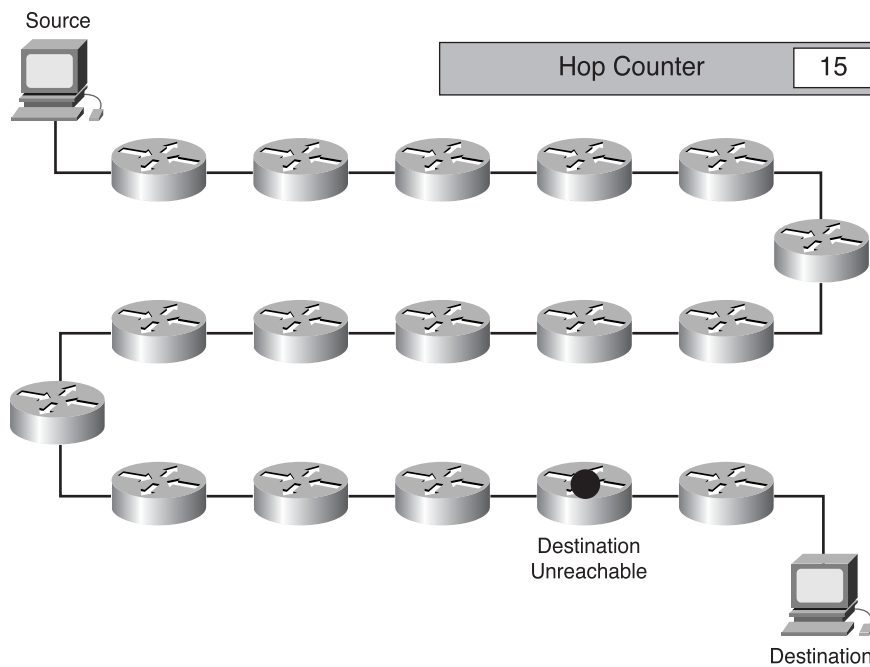 Source
Hop Counter 15
Destination
Unreachable
Destination